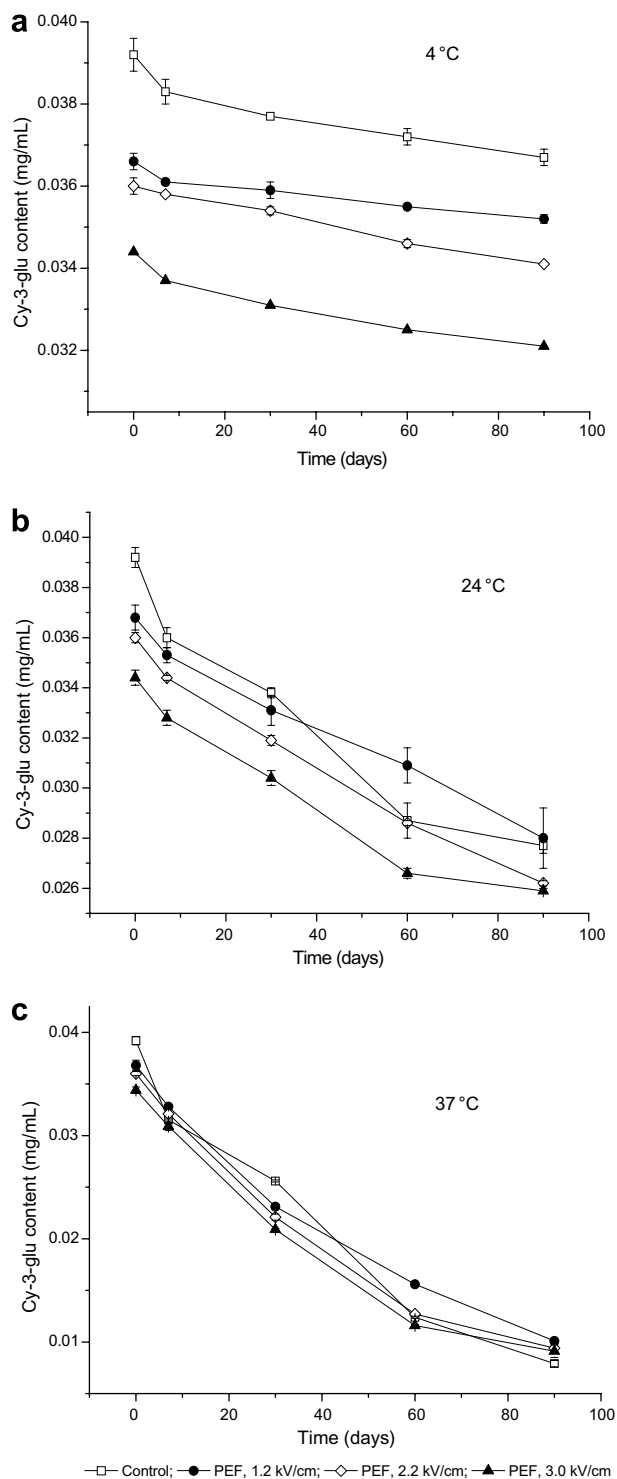 a
4 °C
0.040
0.038
0.036
0.034
0.032
Cy-3-glu content (mg/mL)
0 20 40 60 80 100
Time (days)
b
24 °C
0.040
0.038
0.036
0.034
0.032
0.030
0.028
0.026
Cy-3-glu content (mg/mL)
0 20 40 60 80 100
Time (days)
c
37 °C
0.04
0.03
0.02
0.01
Cy-3-glu content (mg/mL)
0 20 40 60 80 100
Time (days)
Control; PEF, 1.2 kV/cm; PEF, 2.2 kV/cm; PEF, 3.0 kV/cm